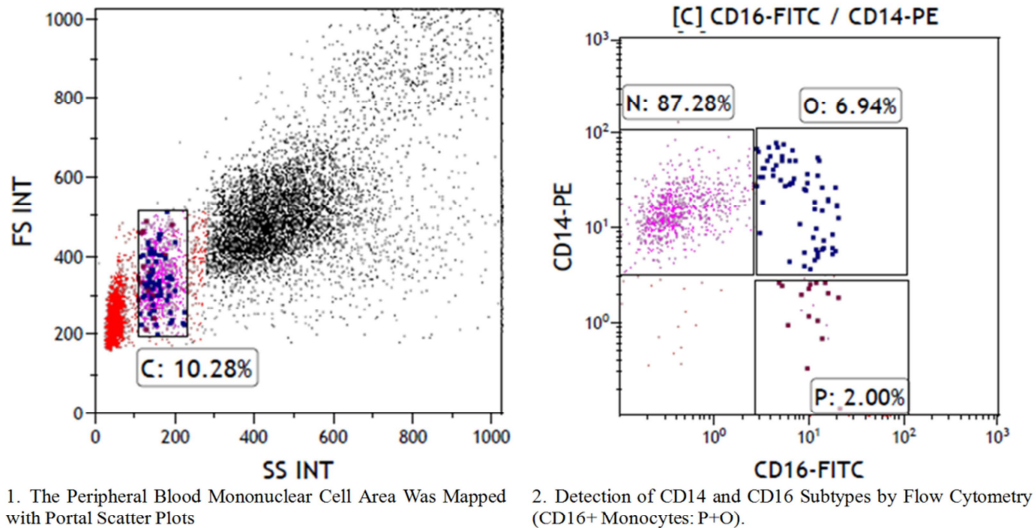 [C] CD16-FITC / CD14-PE
1000
800
600
400
200
0
FS INT
C: 10.28%
0 200 400 600 800 1000
SS INT
10³
10²
10¹
10⁰
CD14-PE
N: 87.28%
O: 6.94%
P: 2.00%
10⁰ 10¹ 10² 10³
CD16-FITC
1. The Peripheral Blood Mononuclear Cell Area Was Mapped
with Portal Scatter Plots
2. Detection of CD14 and CD16 Subtypes by Flow Cytometry
(CD16+ Monocytes: P+O).